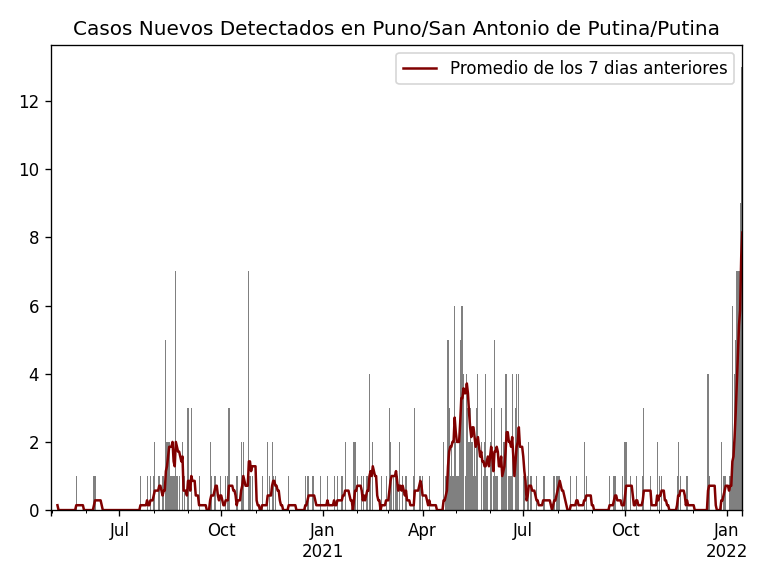 Casos Nuevos Detectados en Puno/San Antonio de Putina/Putina
Promedio de los 7 dias anteriores
12
10
8
6
4
2
0
Jul
Oct
Jan
2021
Apr
Jul
Oct
Jan
2022